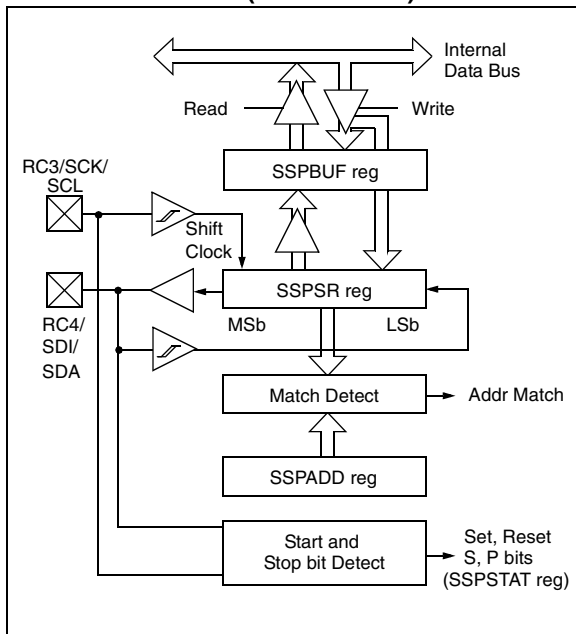 Internal
Data Bus
Read
Write
SSPBUF reg
RC3/SCK/
SCL
Shift
Clock
SSPSR reg
MSb
LSb
RC4/
SDI/
SDA
Match Detect
Addr Match
SSPADD reg
Start and
Stop bit Detect
Set, Reset
S, P bits
(SSPSTAT reg)